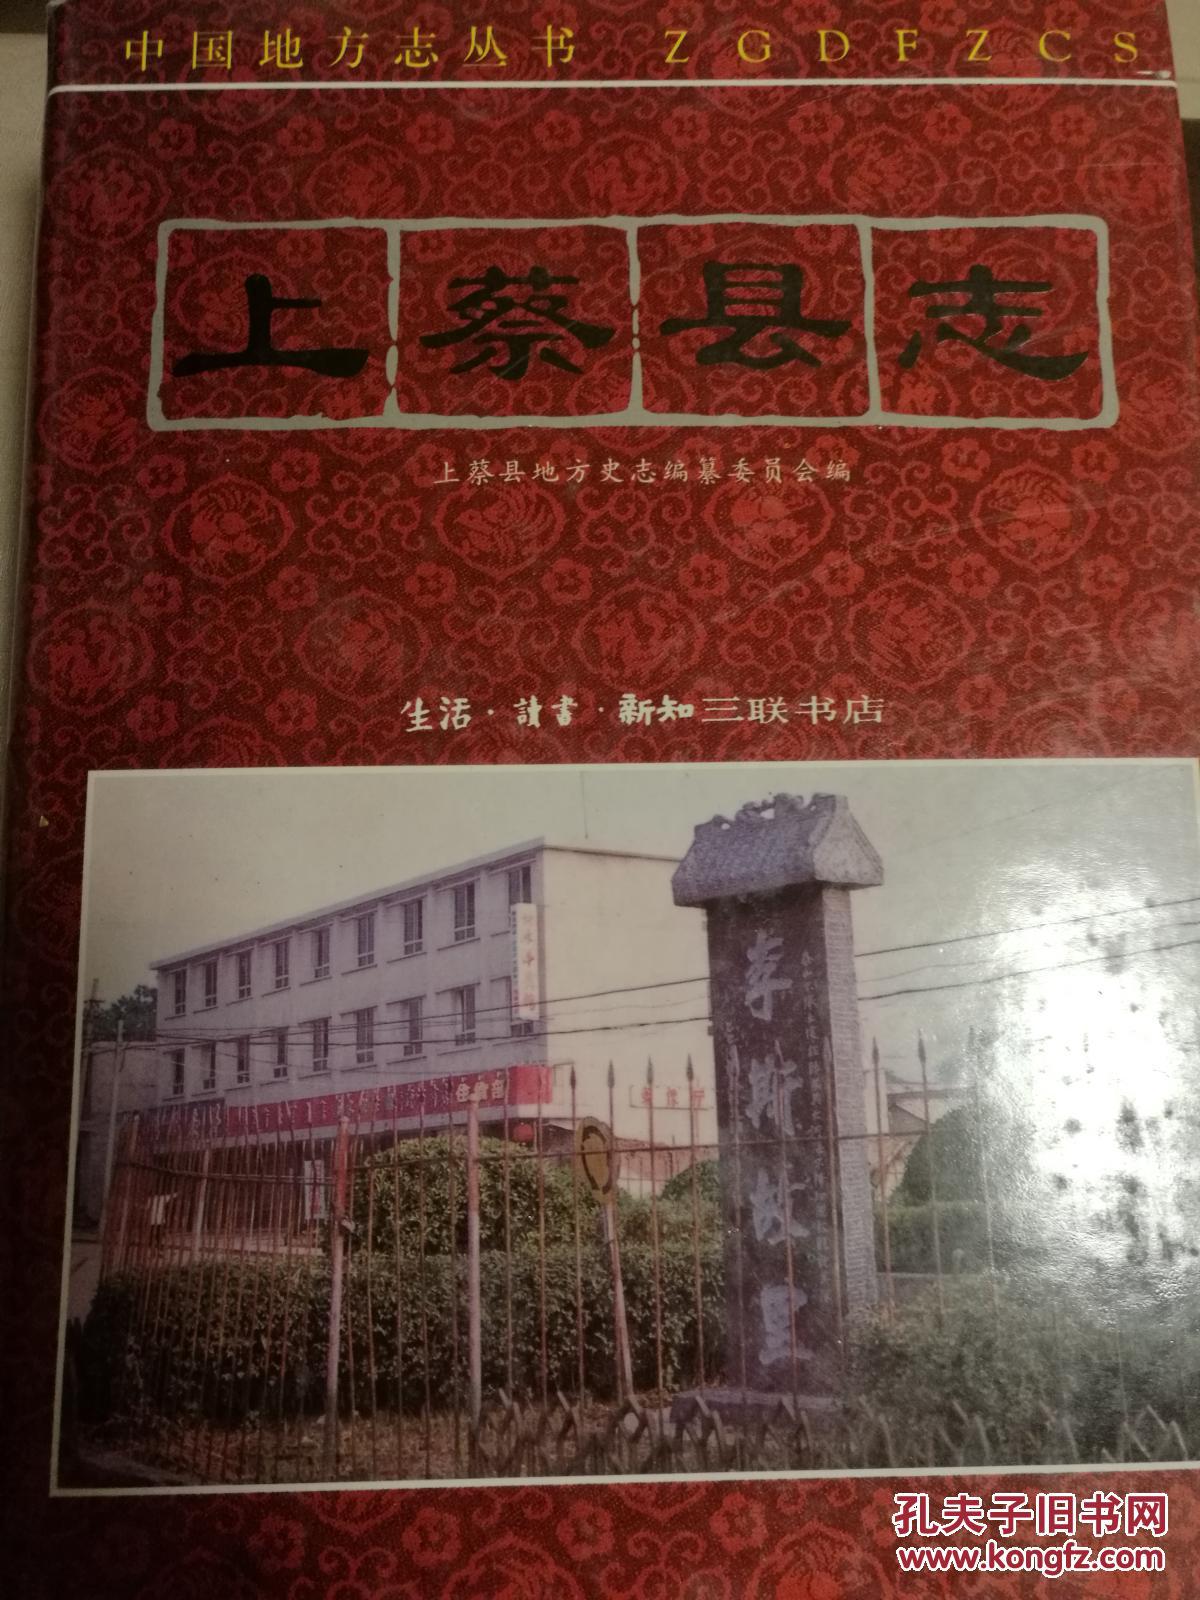 中国地方志丛书 ZGDFZCS
上蔡县志
上蔡县地方史志编纂委员会编
生活·讀書·新知三联书店
李斯故里
孔夫子旧书网
www.kongfz.com